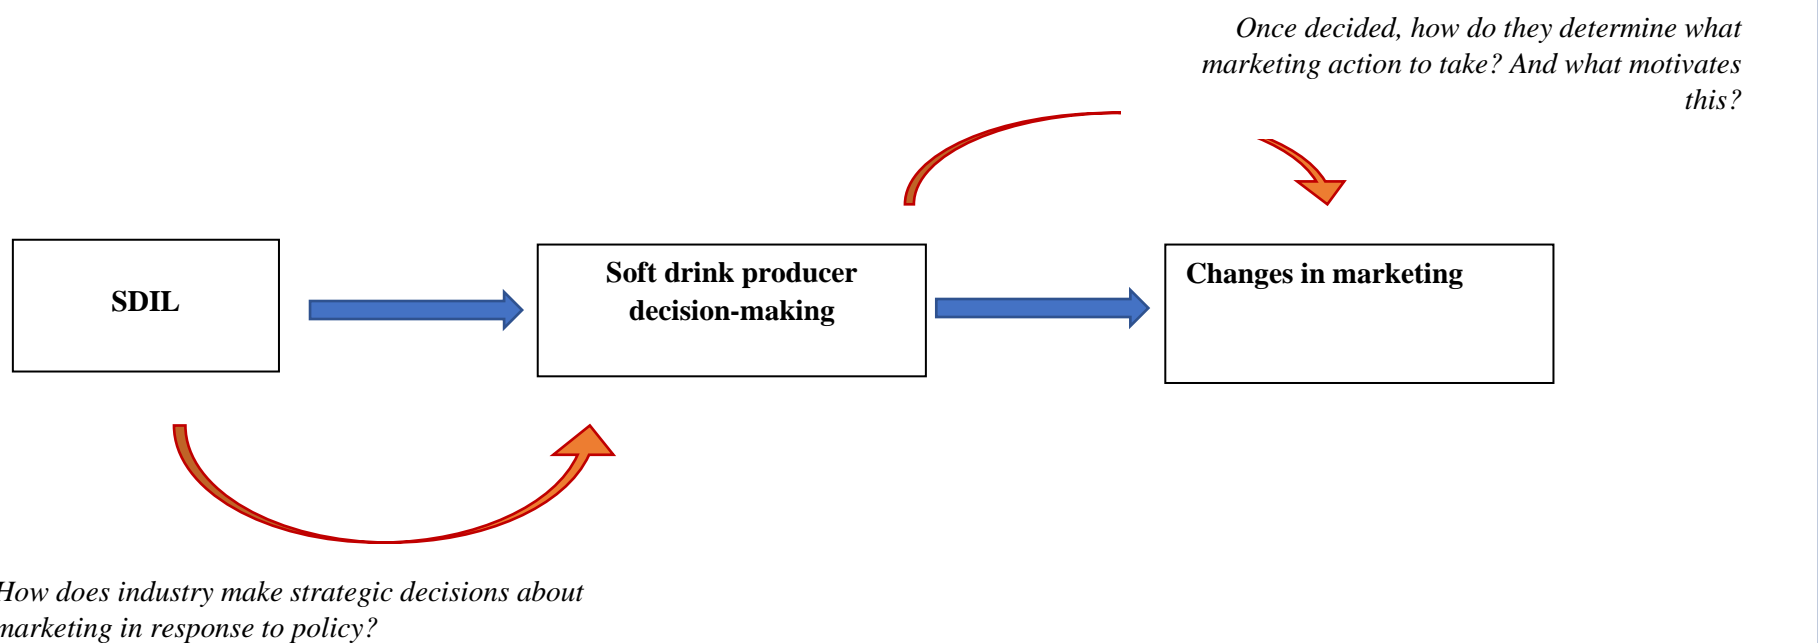 Once decided, how do they determine what
marketing action to take? And what motivates
this?
SDIL
Soft drink producer
decision-making
Changes in marketing
How does industry make strategic decisions about
marketing in response to policy?